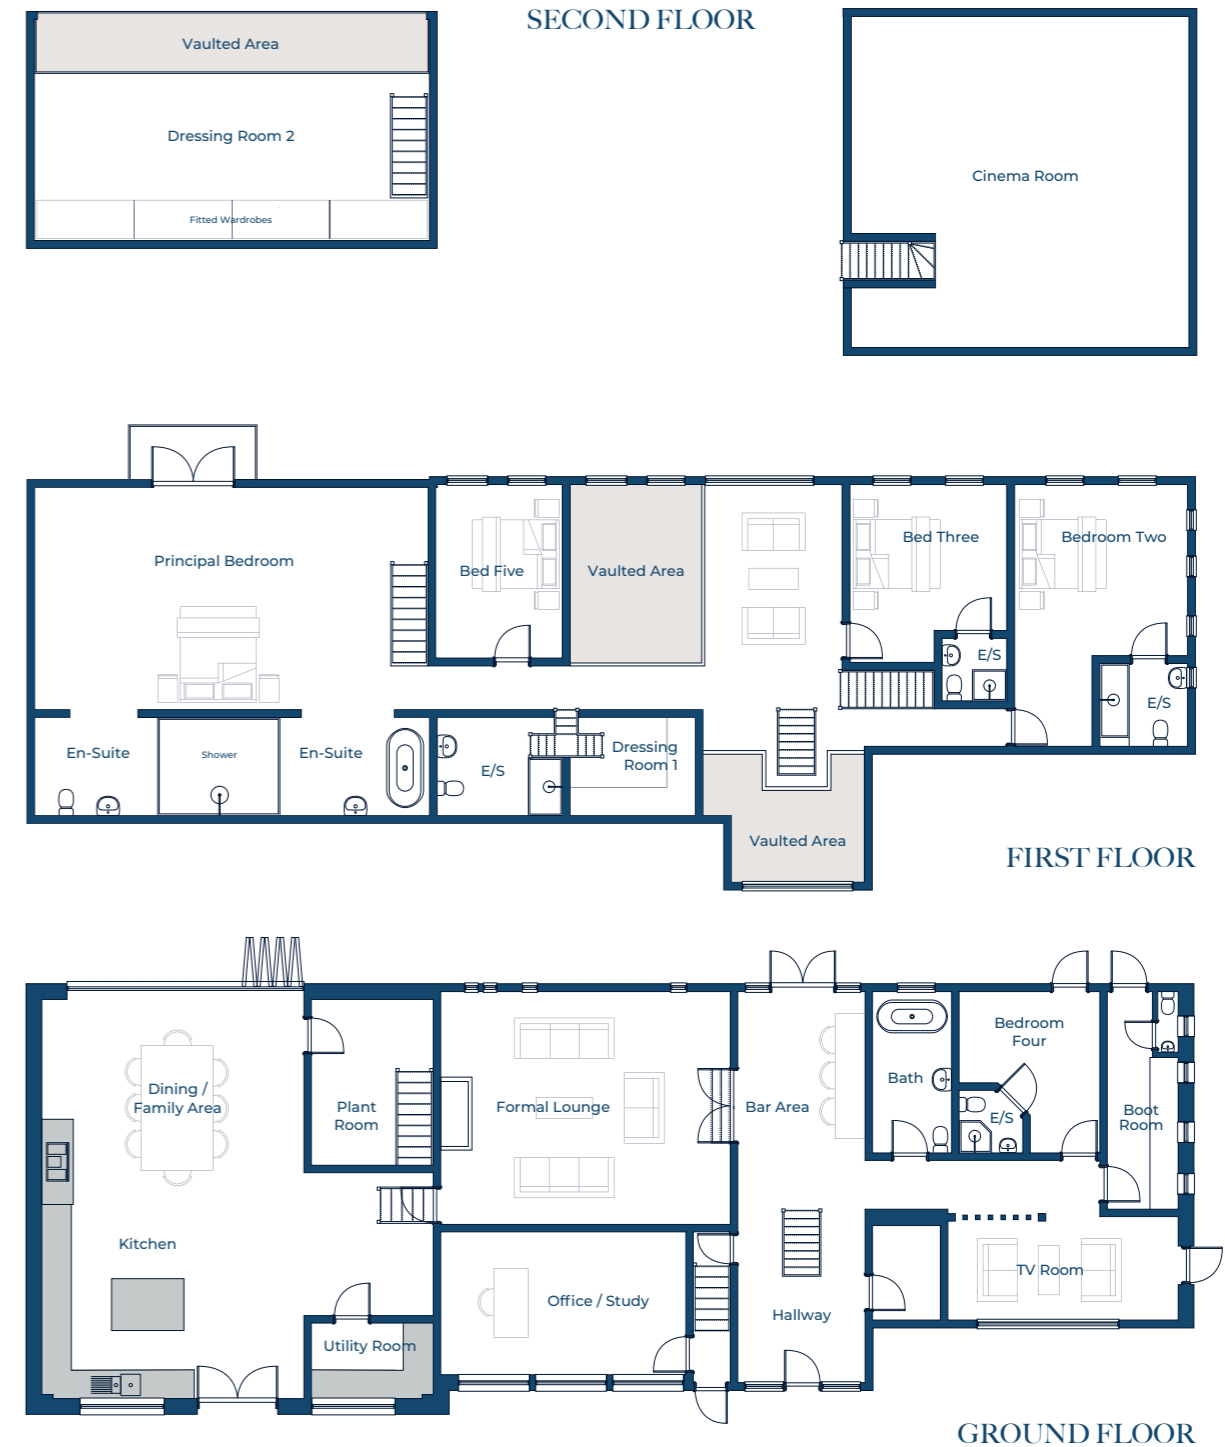 SECOND FLOOR
Vaulted Area
Dressing Room 2
Fitted Wardrobes
Cinema Room
Principal Bedroom
Bed Five
Vaulted Area
Bed Three
Bedroom Two
E/S
E/S
En-Suite
Shower
En-Suite
E/S
Dressing
Room 1
Vaulted Area
FIRST FLOOR
Dining /
Family Area
Plant
Room
Formal Lounge
Bar Area
Bath
Bedroom
Four
E/S
Boot
Room
Kitchen
TV Room
Office / Study
Hallway
Utility Room
GROUND FLOOR